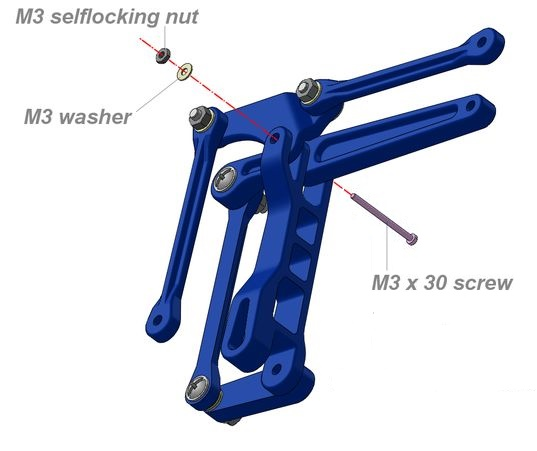 M3 selflocking nut
M3 washer
M3 x 30 screw